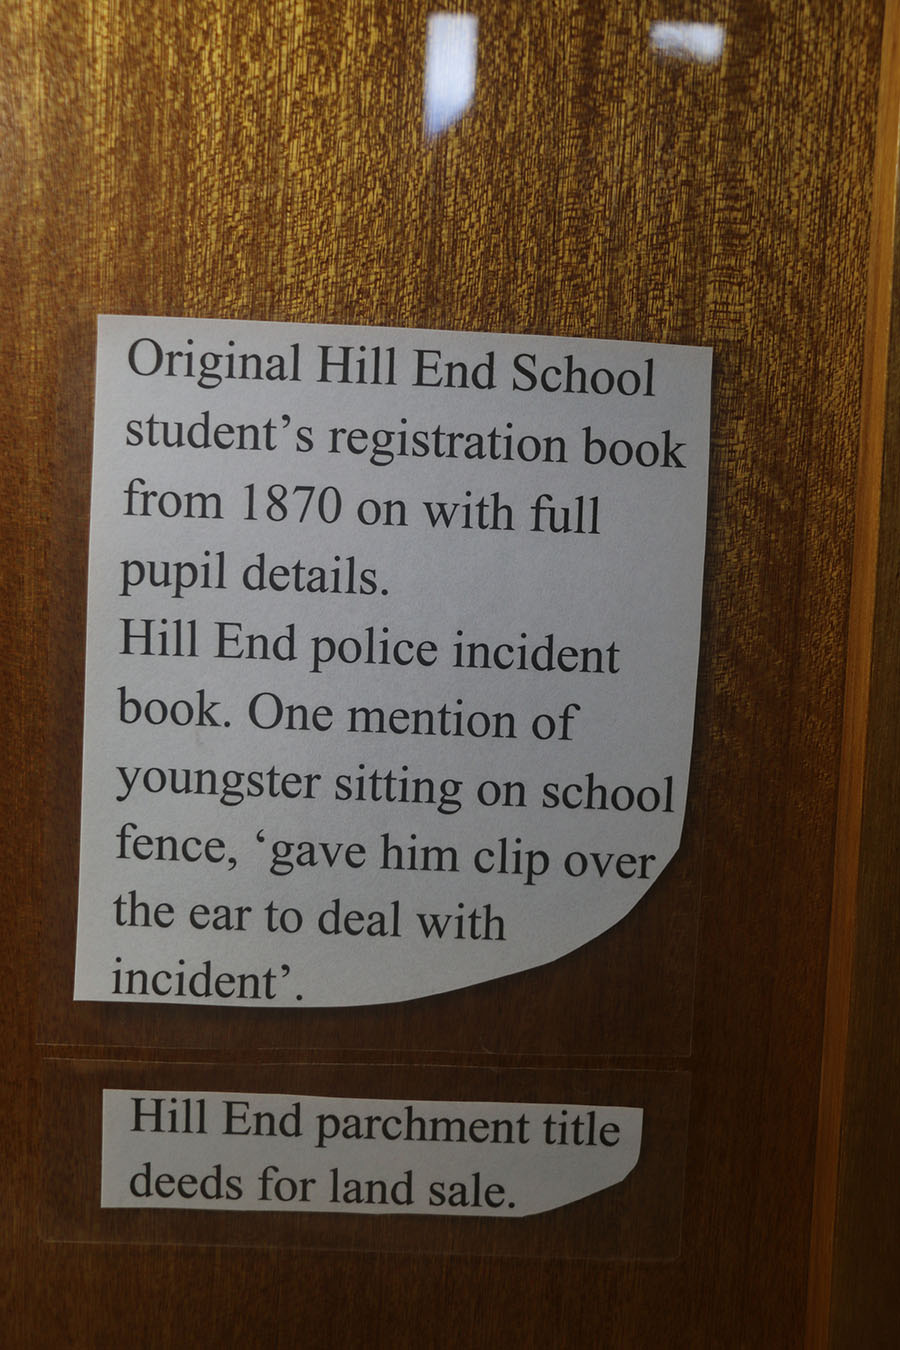 Original Hill End School
student’s registration book
from 1870 on with full
pupil details.
Hill End police incident
book. One mention of
youngster sitting on school
fence, ‘gave him clip over
the ear to deal with
incident’.
Hill End parchment title
deeds for land sale.